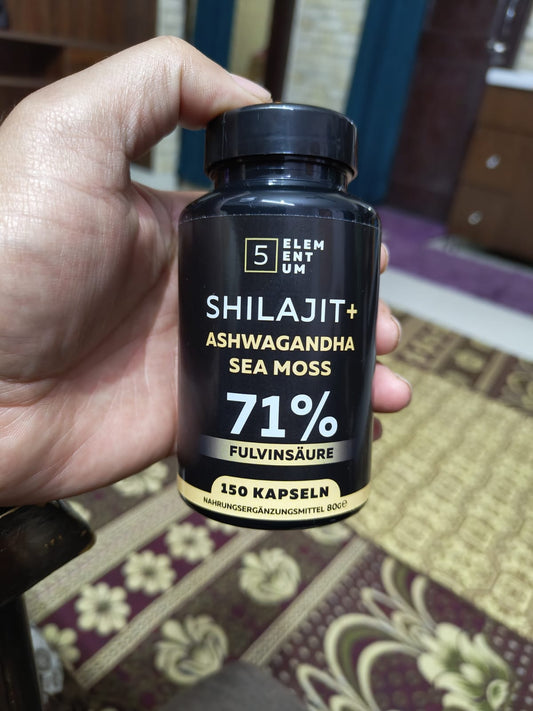 5 ELEM
ENT
UM
SHILAJIT+
ASHWAGANDHA
SEA MOSS
71%
FULVINSÄURE
150 KAPSELN
NAHRUNGSERGÄNZUNGSMITTEL 80G℮